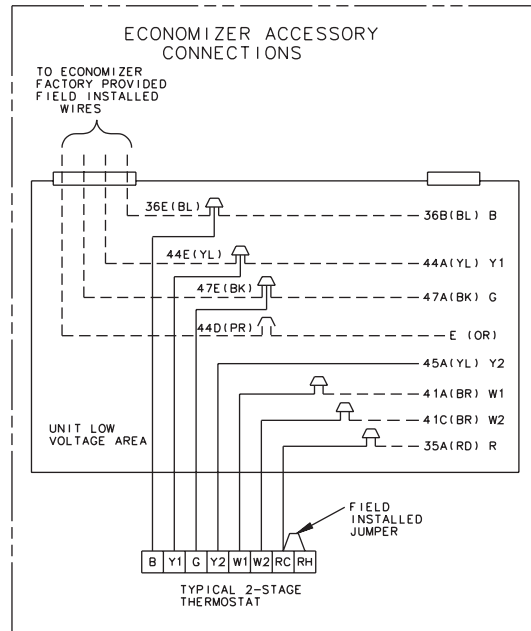 ECONOMIZER ACCESSORY
CONNECTIONS
TO ECONOMIZER
FACTORY PROVIDED
FIELD INSTALLED
WIRES
36E(BL)
36B(BL) B
44E(YL)
44A(YL) Y1
47E(BK)
47A(BK) G
44D(PR)
E (OR)
45A(YL) Y2
41A(BR) W1
41C(BR) W2
35A(RD) R
UNIT LOW
VOLTAGE AREA
FIELD
INSTALLED
JUMPER
B Y1 G Y2 W1 W2 RC RH
TYPICAL 2-STAGE
THERMOSTAT